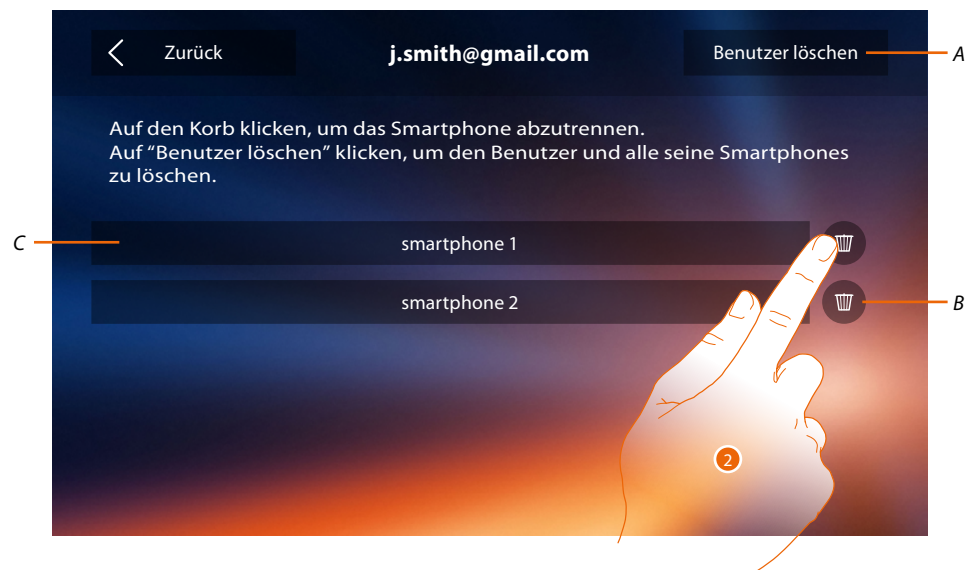 Zurück
j.smith@gmail.com
Benutzer löschen
A
Auf den Korb klicken, um das Smartphone abzutrennen.
Auf “Benutzer löschen” klicken, um den Benutzer und alle seine Smartphones
zu löschen.
C
smartphone 1
smartphone 2
B
2